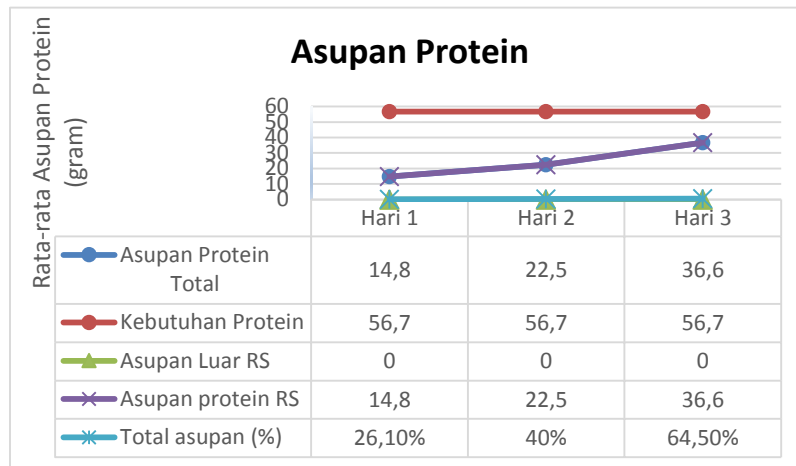 Asupan Protein
Rata-rata Asupan Protein
(gram)
60
50
40
30
20
10
0
Hari 1 Hari 2 Hari 3
Asupan Protein
Total 14,8 22,5 36,6
Kebutuhan Protein 56,7 56,7 56,7
Asupan Luar RS 0 0 0
Asupan protein RS 14,8 22,5 36,6
Total asupan (%) 26,10% 40% 64,50%